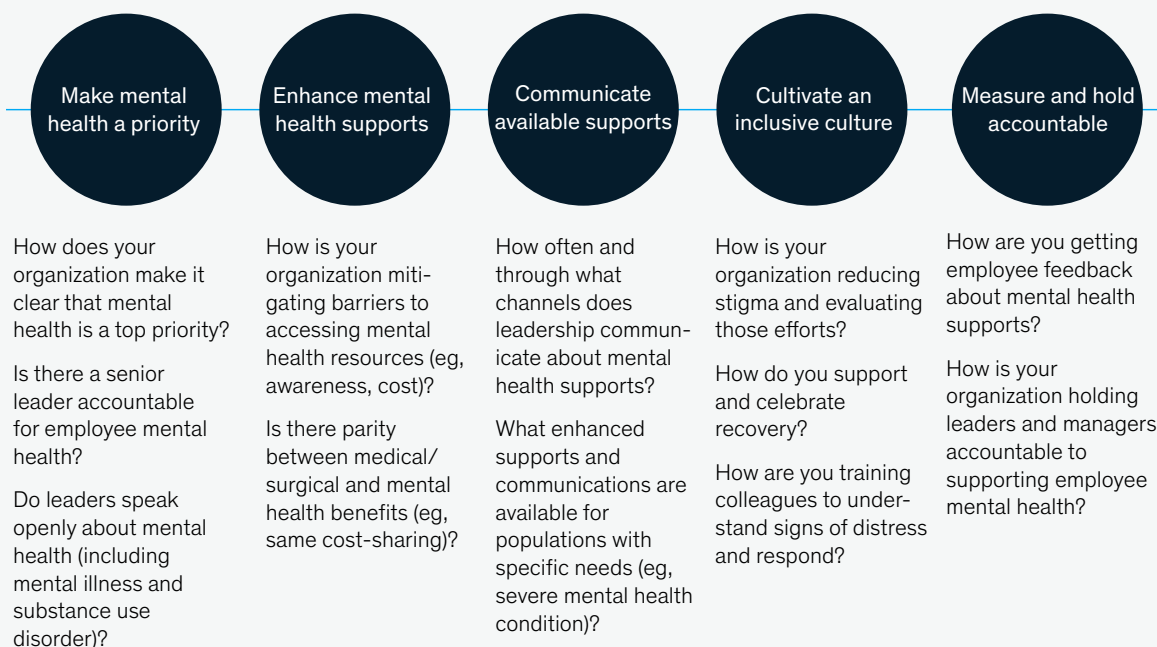 Make mental
health a priority
Enhance mental
health supports
Communicate
available supports
Cultivate an
inclusive culture
Measure and hold
accountable
How does your
organization make it
clear that mental
health is a top priority?
Is there a senior
leader accountable
for employee mental
health?
Do leaders speak
openly about mental
health (including
mental illness and
substance use
disorder)?
How is your
organization miti-
gating barriers to
accessing mental
health resources (eg,
awareness, cost)?
Is there parity
between medical/
surgical and mental
health benefits (eg,
same cost-sharing)?
How often and
through what
channels does
leadership commun-
icate about mental
health supports?
What enhanced
supports and
communications are
available for
populations with
specific needs (eg,
severe mental health
condition)?
How is your
organization reducing
stigma and evaluating
those efforts?
How do you support
and celebrate
recovery?
How are you training
colleagues to under-
stand signs of distress
and respond?
How are you getting
employee feedback
about mental health
supports?
How is your
organization holding
leaders and managers
accountable to
supporting employee
mental health?